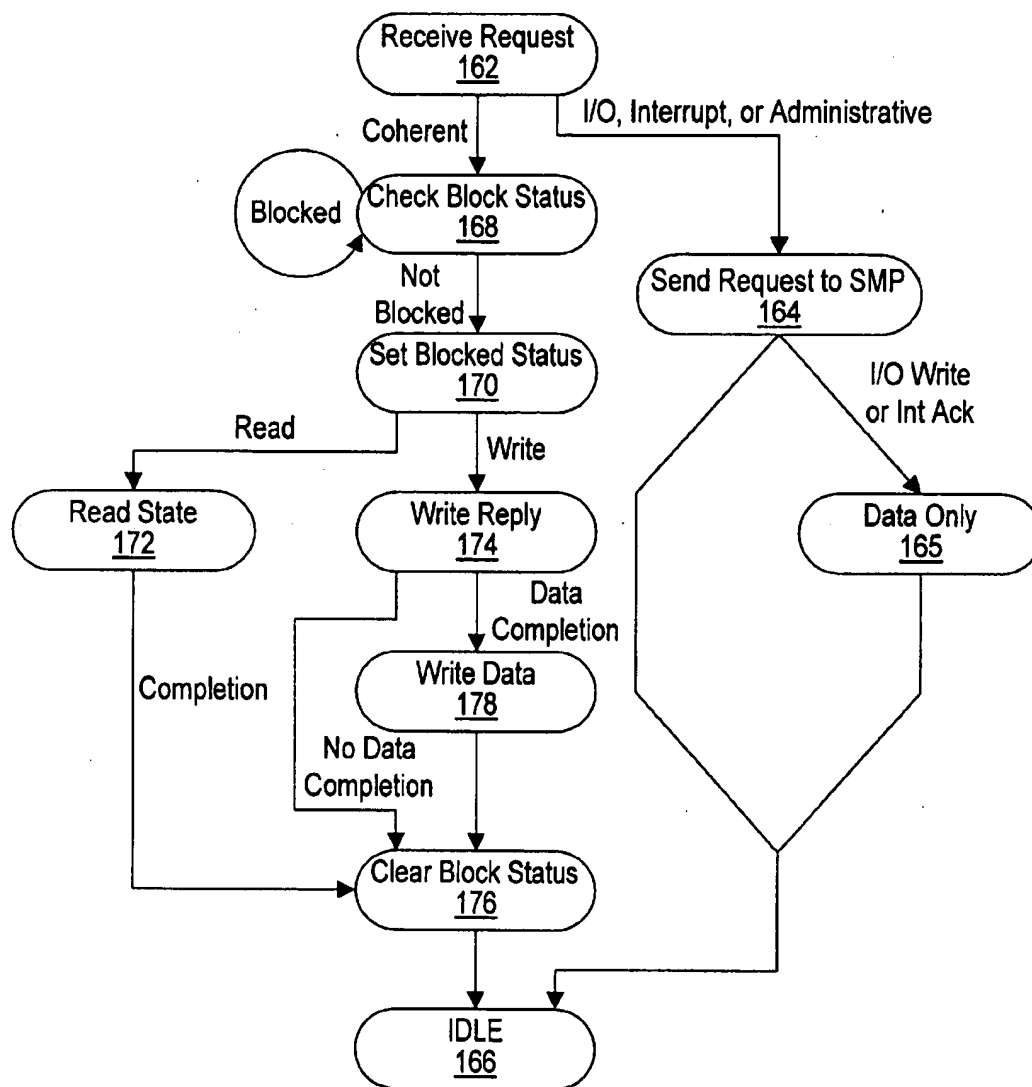 Receive Request
162
I/O, Interrupt, or Administrative
Coherent
Check Block Status
168
Blocked
Not
Blocked
Send Request to SMP
164
Set Blocked Status
170
I/O Write
or Int Ack
Read
Write
Read State
172
Write Reply
174
Data Only
165
Data
Completion
Write Data
178
Completion
No Data
Completion
Clear Block Status
176
IDLE
166